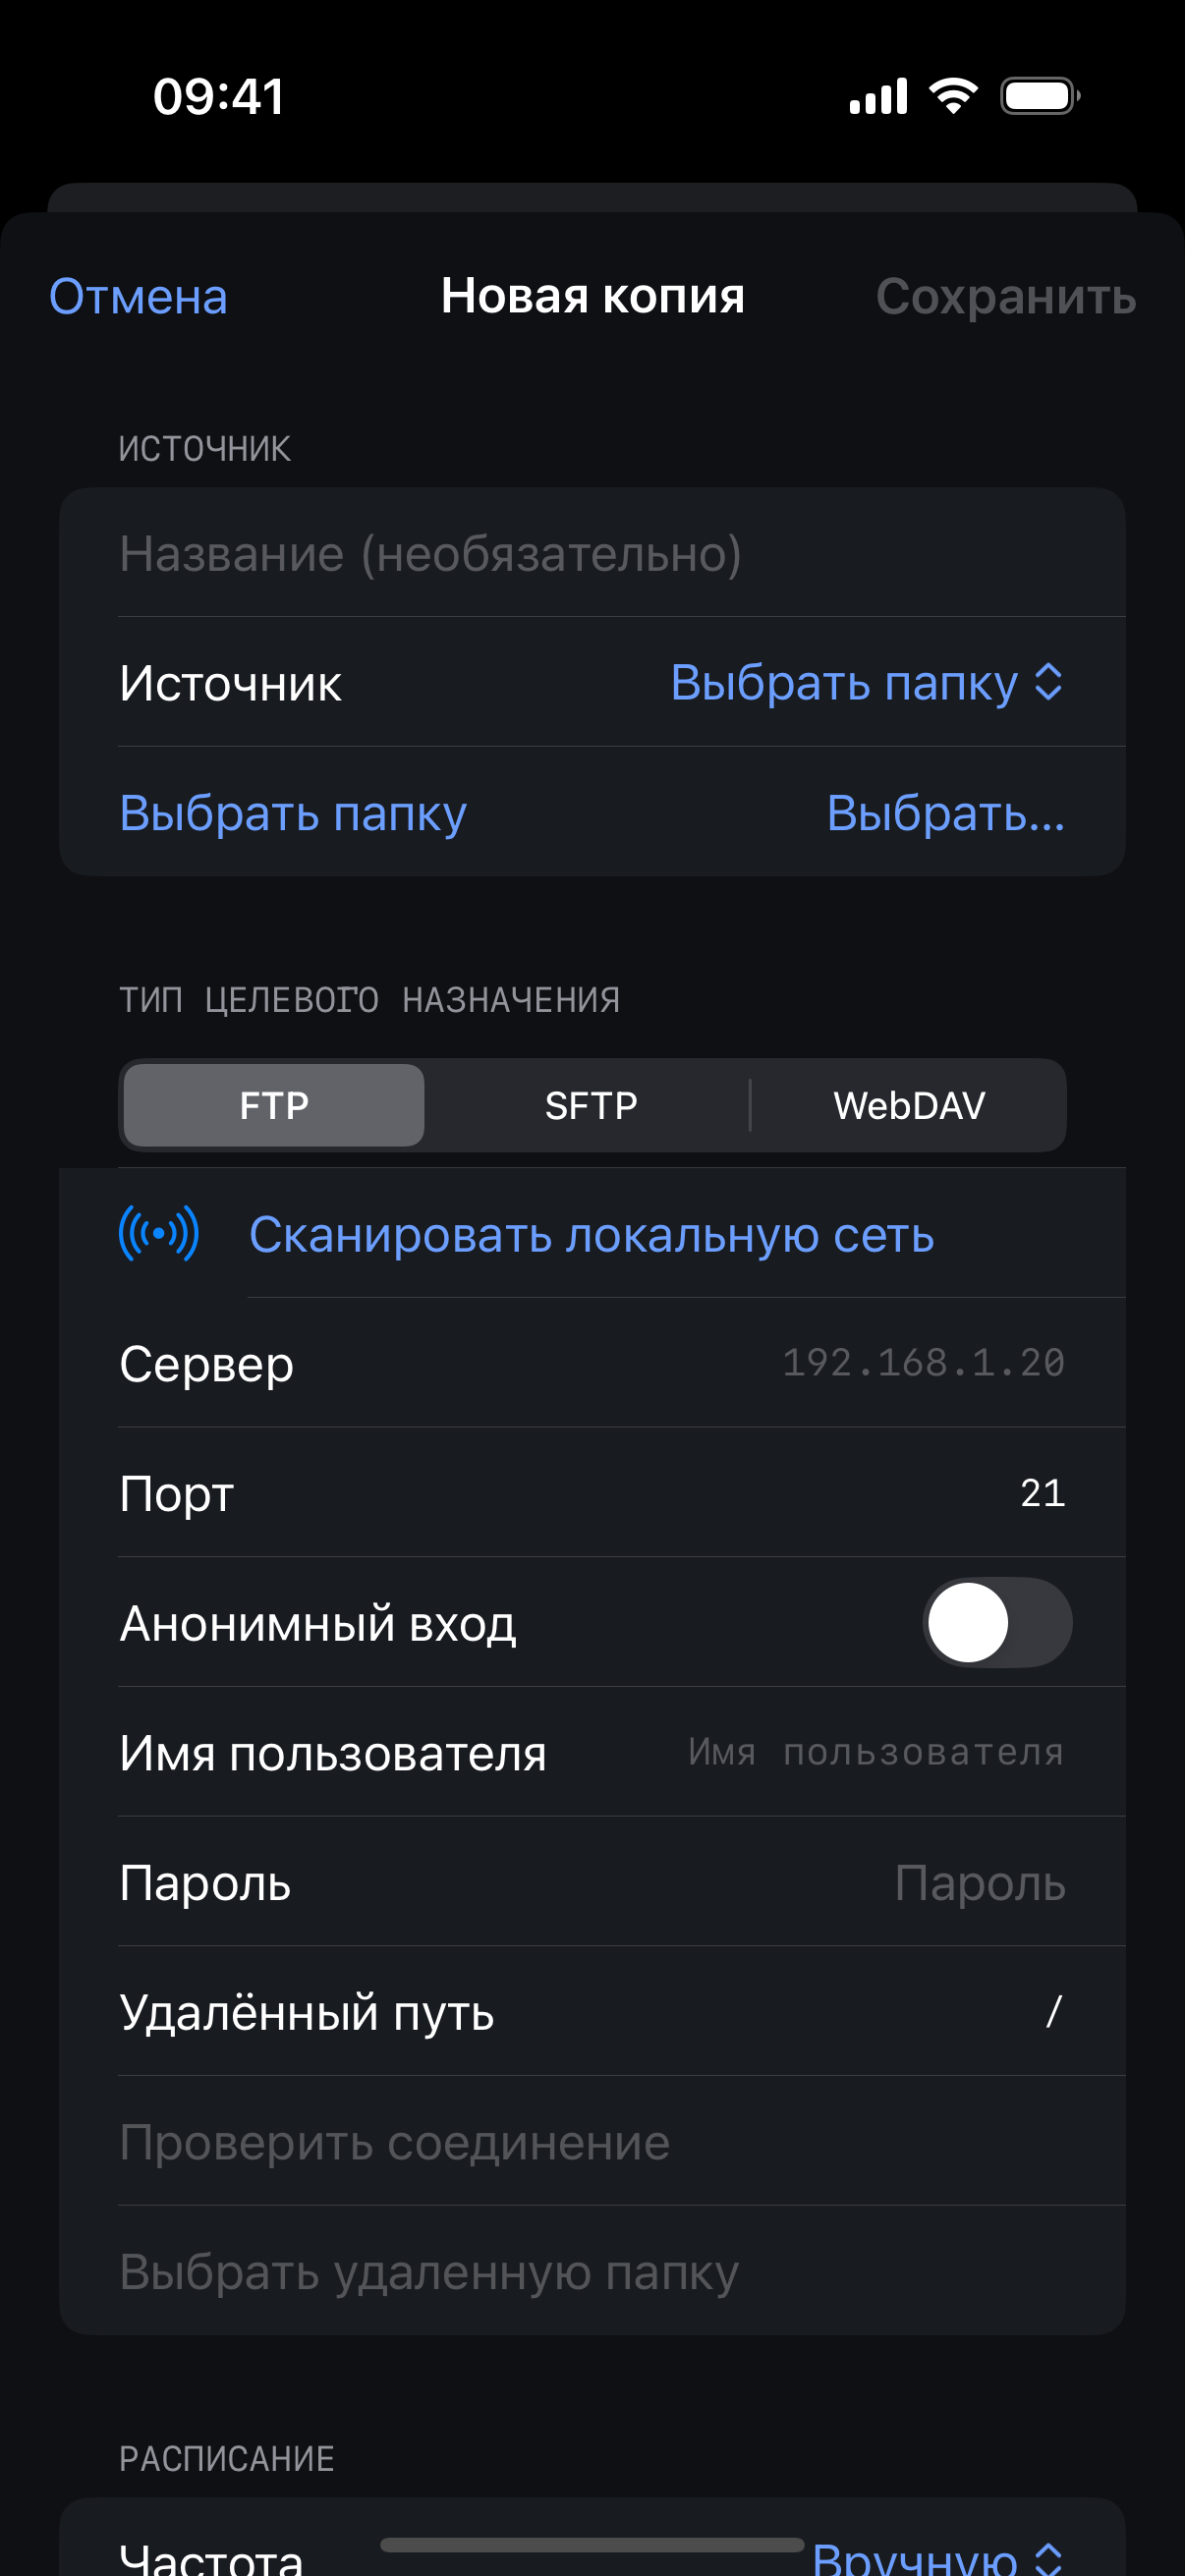 09:41
Отмена
Новая копия
Сохранить
ИСТОЧНИК
Название (необязательно)
Источник
Выбрать папку
Выбрать папку
Выбрать...
ТИП ЦЕЛЕВОГО НАЗНАЧЕНИЯ
FTP
SFTP
WebDAV
Сканировать локальную сеть
Сервер
192.168.1.20
Порт
21
Анонимный вход
Имя пользователя
Имя пользователя
Пароль
Пароль
Удалённый путь
/
Проверить соединение
Выбрать удаленную папку
РАСПИСАНИЕ
Частота
Вручную